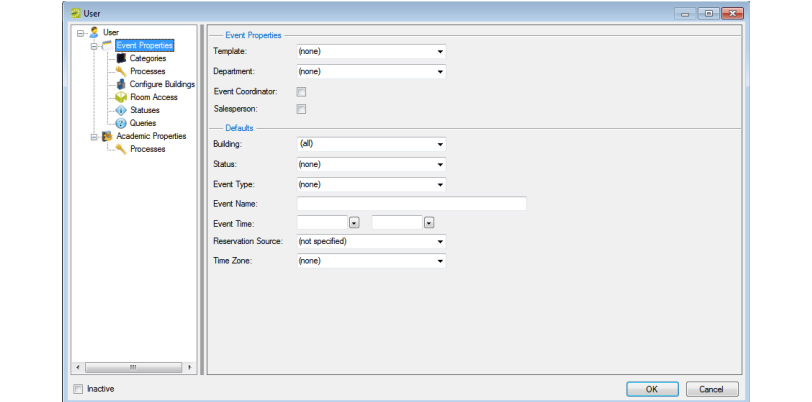 User
User
Event Properties
Categories
Processes
Configure Buildings
Room Access
Statuses
Queries
Academic Properties
Processes
Event Properties
Template: (none)
Department: (none)
Event Coordinator:
Salesperson:
Defaults
Building: (all)
Status: (none)
Event Type: (none)
Event Name:
Event Time:
Reservation Source: (not specified)
Time Zone: (none)
Inactive
OK Cancel